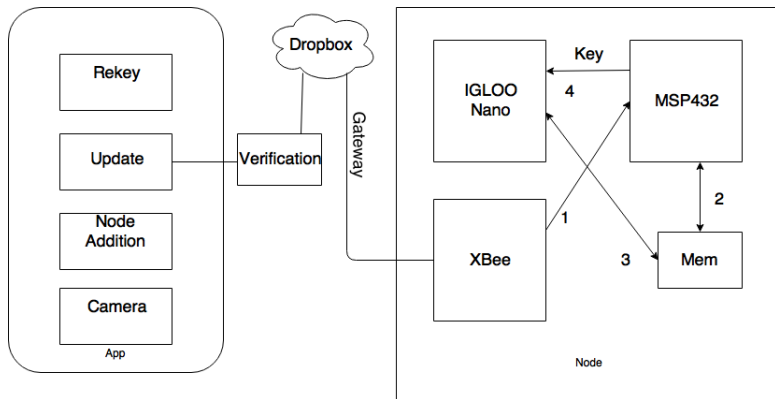 Rekey
Update
Node
Addition
Camera
App
Verification
Dropbox
Gateway
IGLOO
Nano
Key
4
MSP432
1
2
XBee
3
Mem
Node